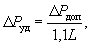 ΔP_уд = ΔP_доп / 1,1L ,